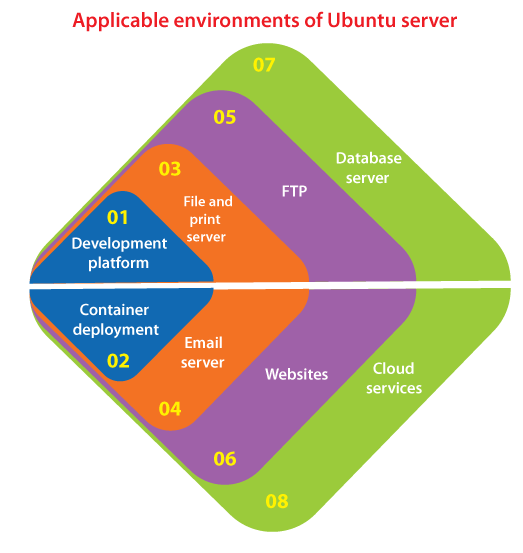 Applicable environments of Ubuntu server
07
05
Database
server
03
FTP
File and
print
server
01
Development
platform
Container
deployment
02
Email
server
04
Websites
06
Cloud
services
08